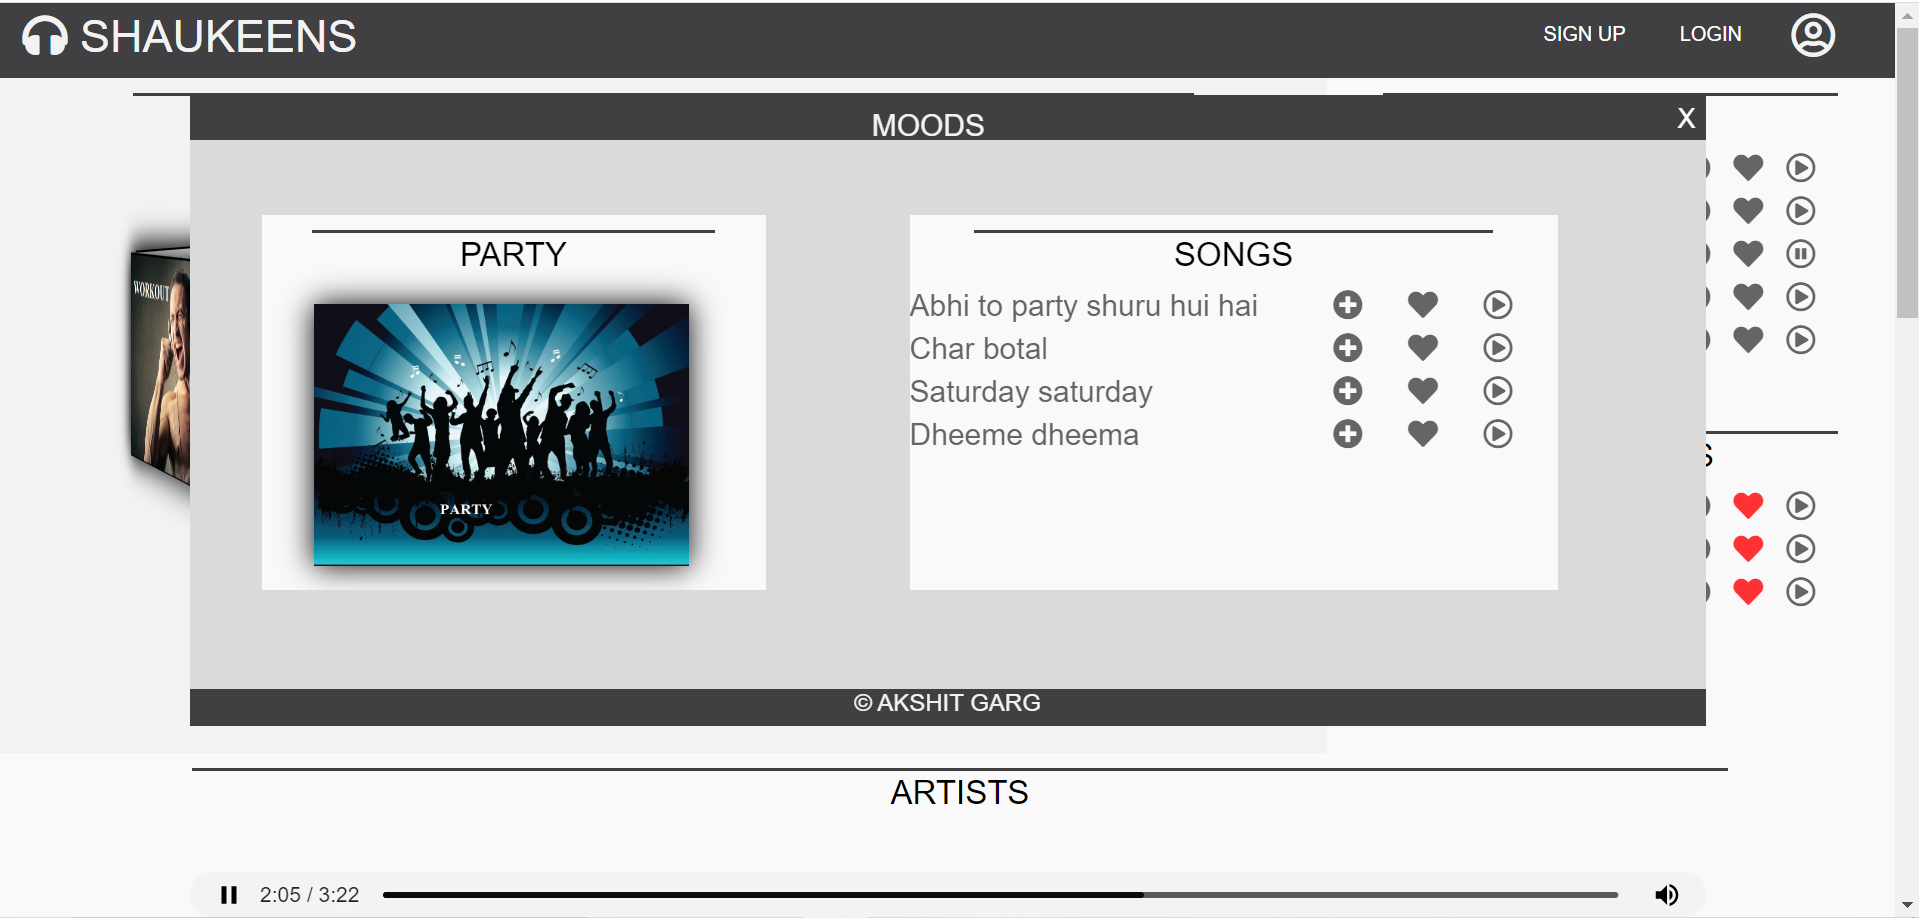 SHAUKEENS
SIGN UP
LOGIN
MOODS
X
WORKOUT
PARTY
PARTY
SONGS
Abhi to party shuru hui hai
Char botal
Saturday saturday
Dheeme dheema
S
© AKSHIT GARG
ARTISTS
2:05 / 3:22